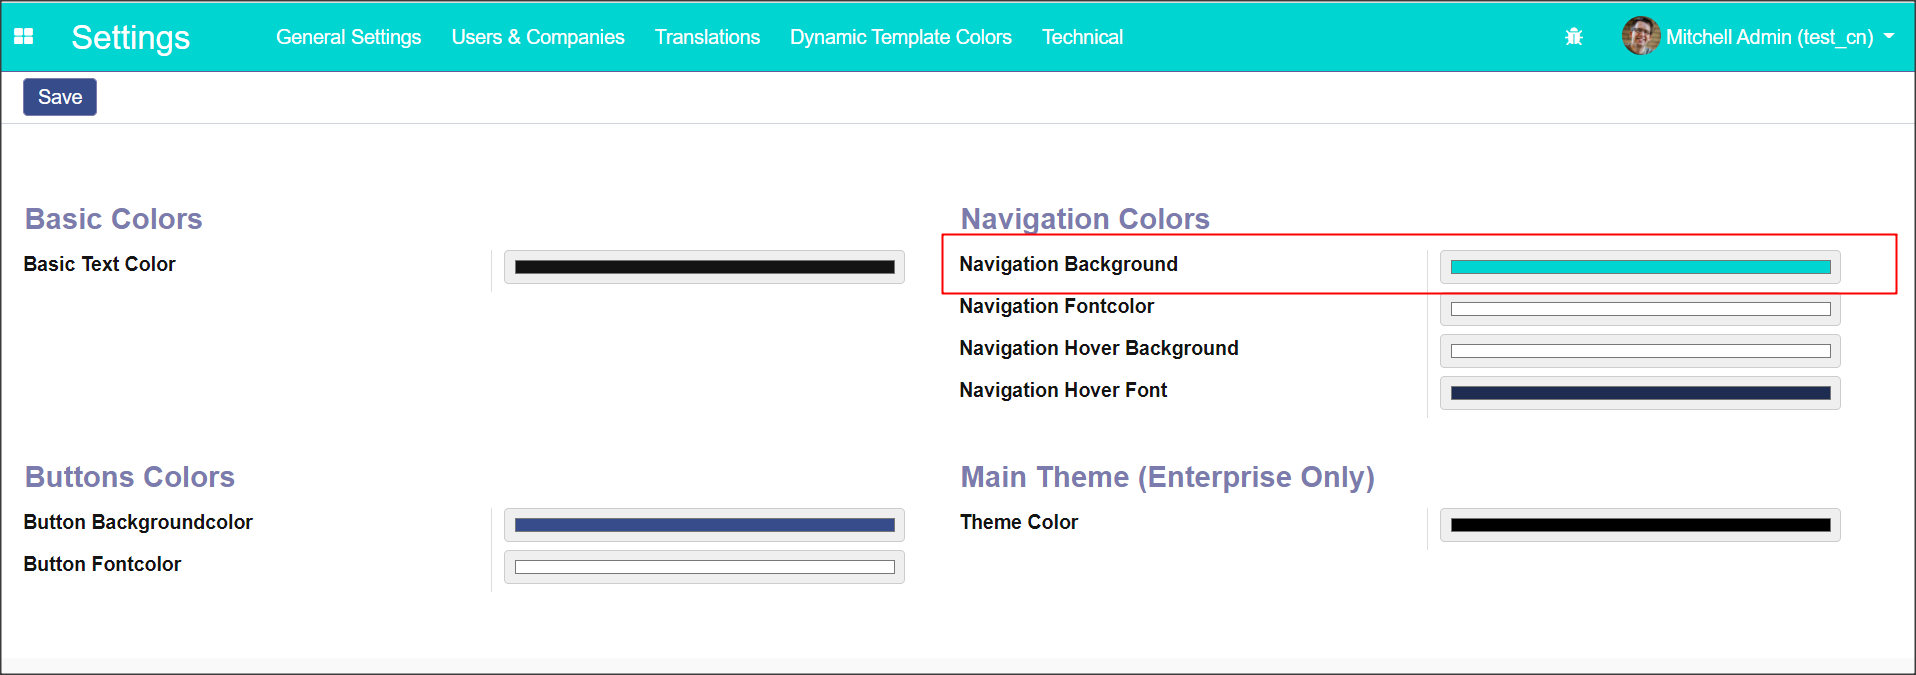 Settings General Settings Users & Companies Translations Dynamic Template Colors Technical Mitchell Admin (test_cn)
Save
Basic Colors
Basic Text Color
Navigation Colors
Navigation Background
Navigation Fontcolor
Navigation Hover Background
Navigation Hover Font
Buttons Colors
Button Backgroundcolor
Button Fontcolor
Main Theme (Enterprise Only)
Theme Color